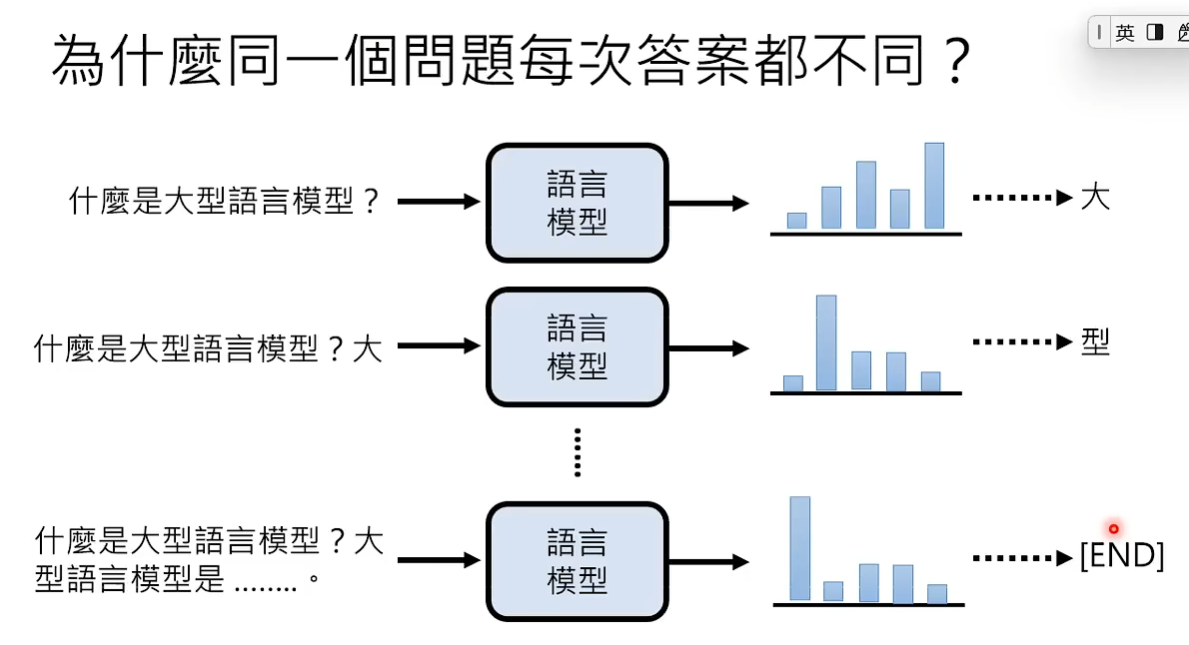 英
為什麼同一個問題每次答案都不同？
什麼是大型語言模型？
語言
模型
大
什麼是大型語言模型？大
語言
模型
型
什麼是大型語言模型？大
型語言模型是 ........。
語言
模型
[END]